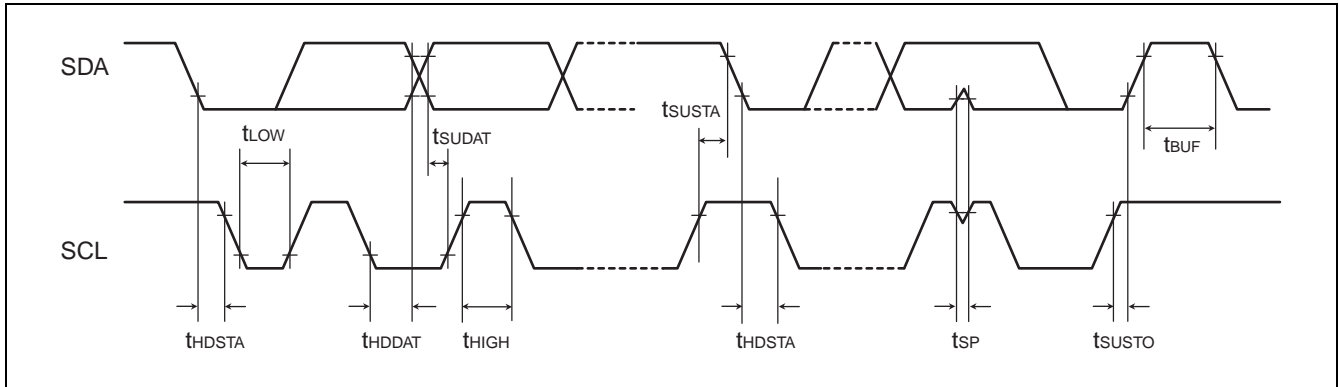 SDA
tLOW
tSUDAT
tSUSTA
tBUF
SCL
tHDSTA
tHDDAT
tHIGH
tHDSTA
tSP
tSUSTO